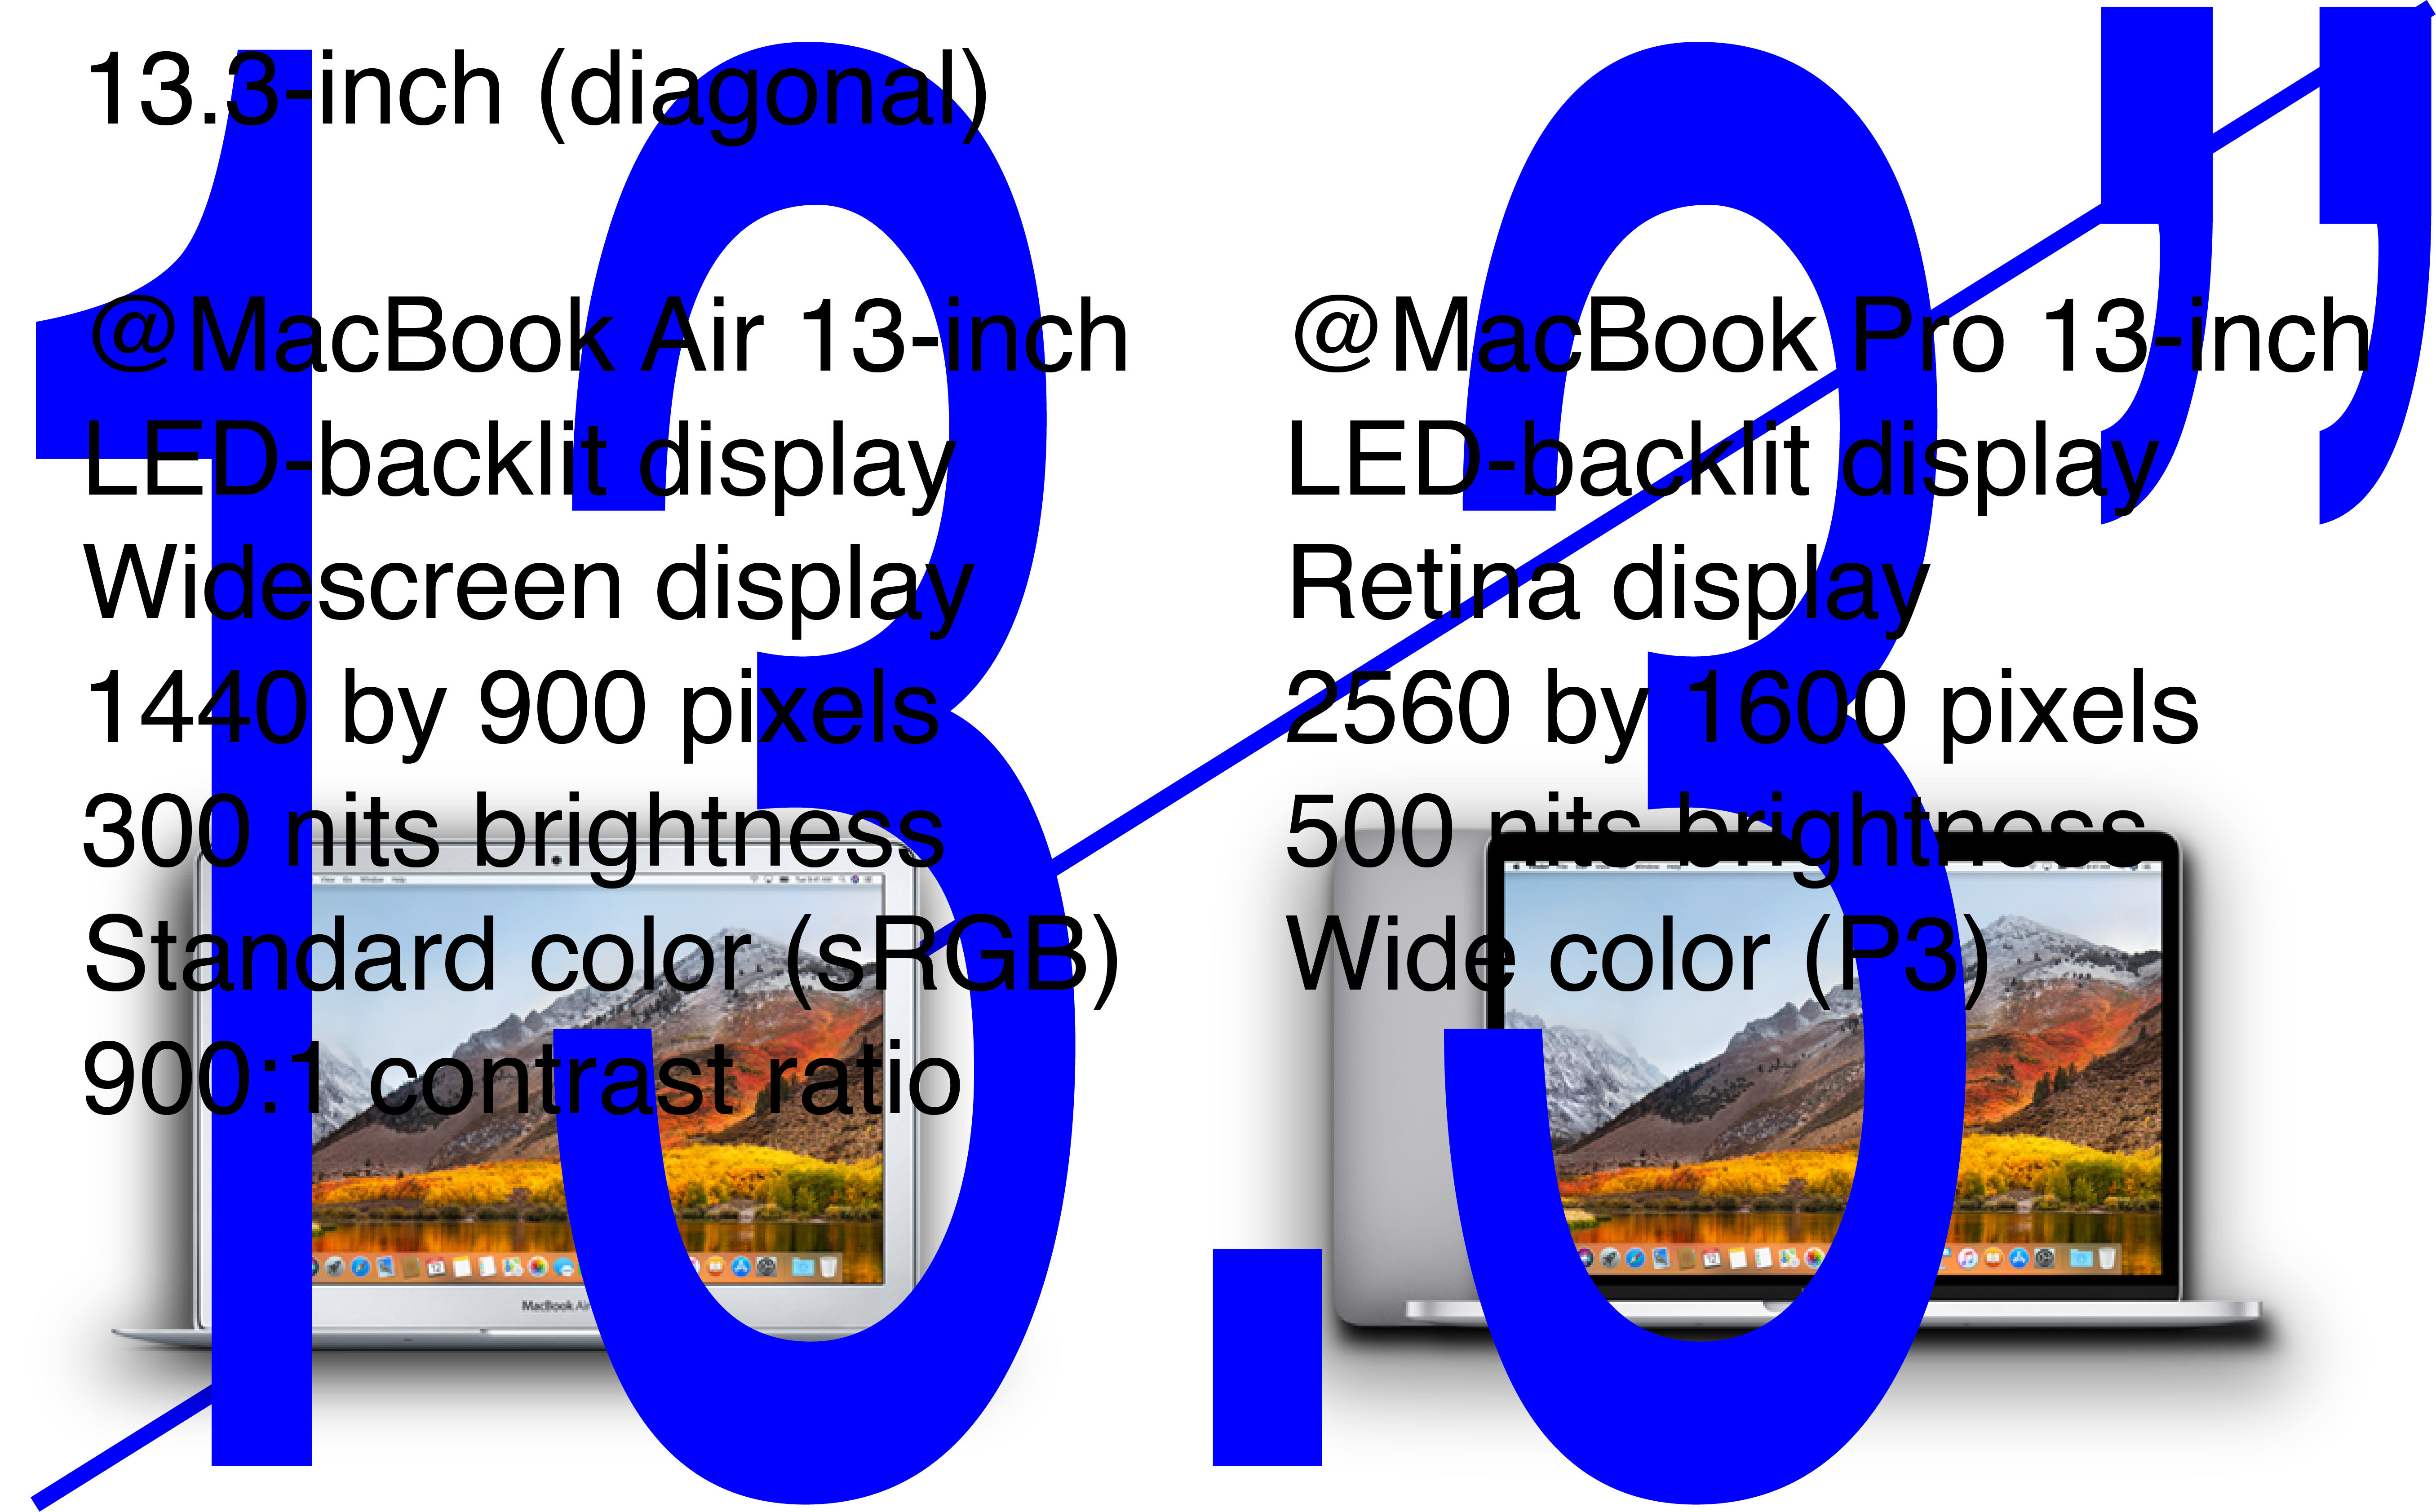 13.3"
13.3-inch (diagonal)
@MacBook Air 13-inch
LED-backlit display
Widescreen display
1440 by 900 pixels
300 nits brightness
Standard color (sRGB)
900:1 contrast ratio
@MacBook Pro 13-inch
LED-backlit display
Retina display
2560 by 1600 pixels
500 nits brightness
Wide color (P3)
MacBook Air